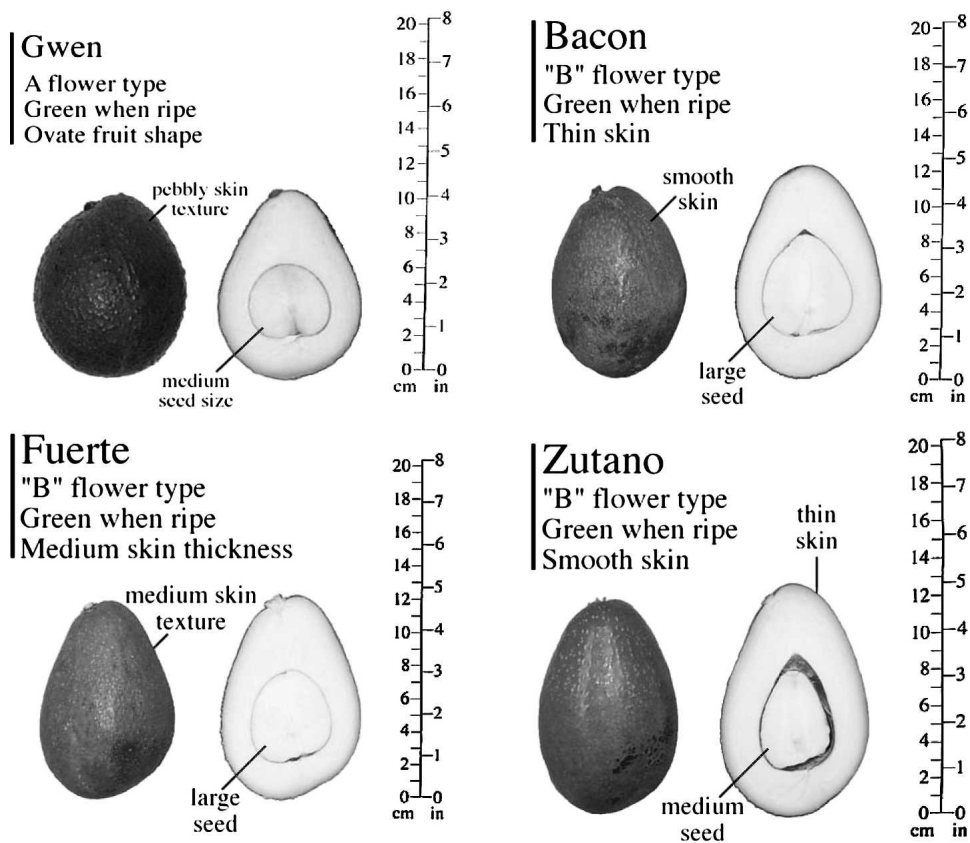 Gwen
A flower type
Green when ripe
Ovate fruit shape
pebbly skin
texture
medium
seed size
20
18
16
14
12
10
8
6
4
2
0
cm
8
7
6
5
4
3
2
1
0
in
Bacon
"B" flower type
Green when ripe
Thin skin
smooth
skin
large
seed
20
18
16
14
12
10
8
6
4
2
0
cm
8
7
6
5
4
3
2
1
0
in
Fuerte
"B" flower type
Green when ripe
Medium skin thickness
medium skin
texture
large
seed
20
18
16
14
12
10
8
6
4
2
0
cm
8
7
6
5
4
3
2
1
0
in
Zutano
"B" flower type
Green when ripe
Smooth skin
thin
skin
medium
seed
20
18
16
14
12
10
8
6
4
2
0
cm
8
7
6
5
4
3
2
1
0
in